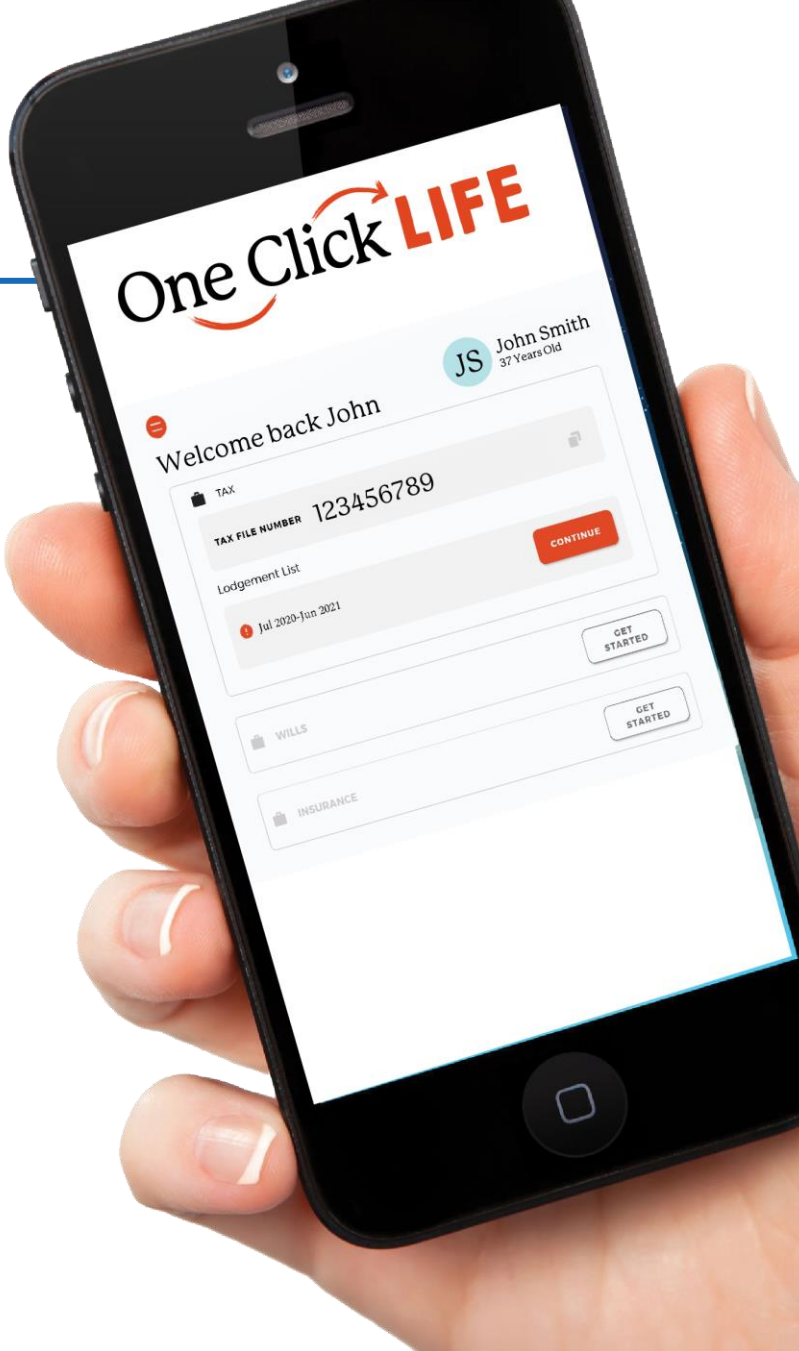 One Click LIFE
JS John Smith
37 Years Old
Welcome back John
TAX
TAX FILE NUMBER 123456789
Lodgement List
Jul 2020-Jun 2021 CONTINUE
WILLS GET
STARTED
INSURANCE GET
STARTED